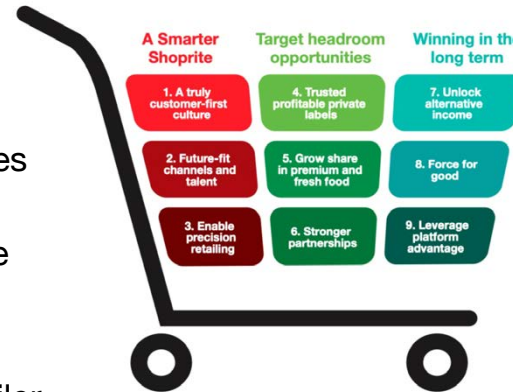 A Smarter
Shoprite
Target headroom
opportunities
Winning in the
long term
1. A truly
customer-first
culture
4. Trusted
profitable private
labels
7. Unlock
alternative
income
2. Future-fit
channels and
talent
5. Grow share
in premium and
fresh food
8. Force for
good
3. Enable
precision
retailing
6. Stronger
partnerships
9. Leverage
platform
advantage